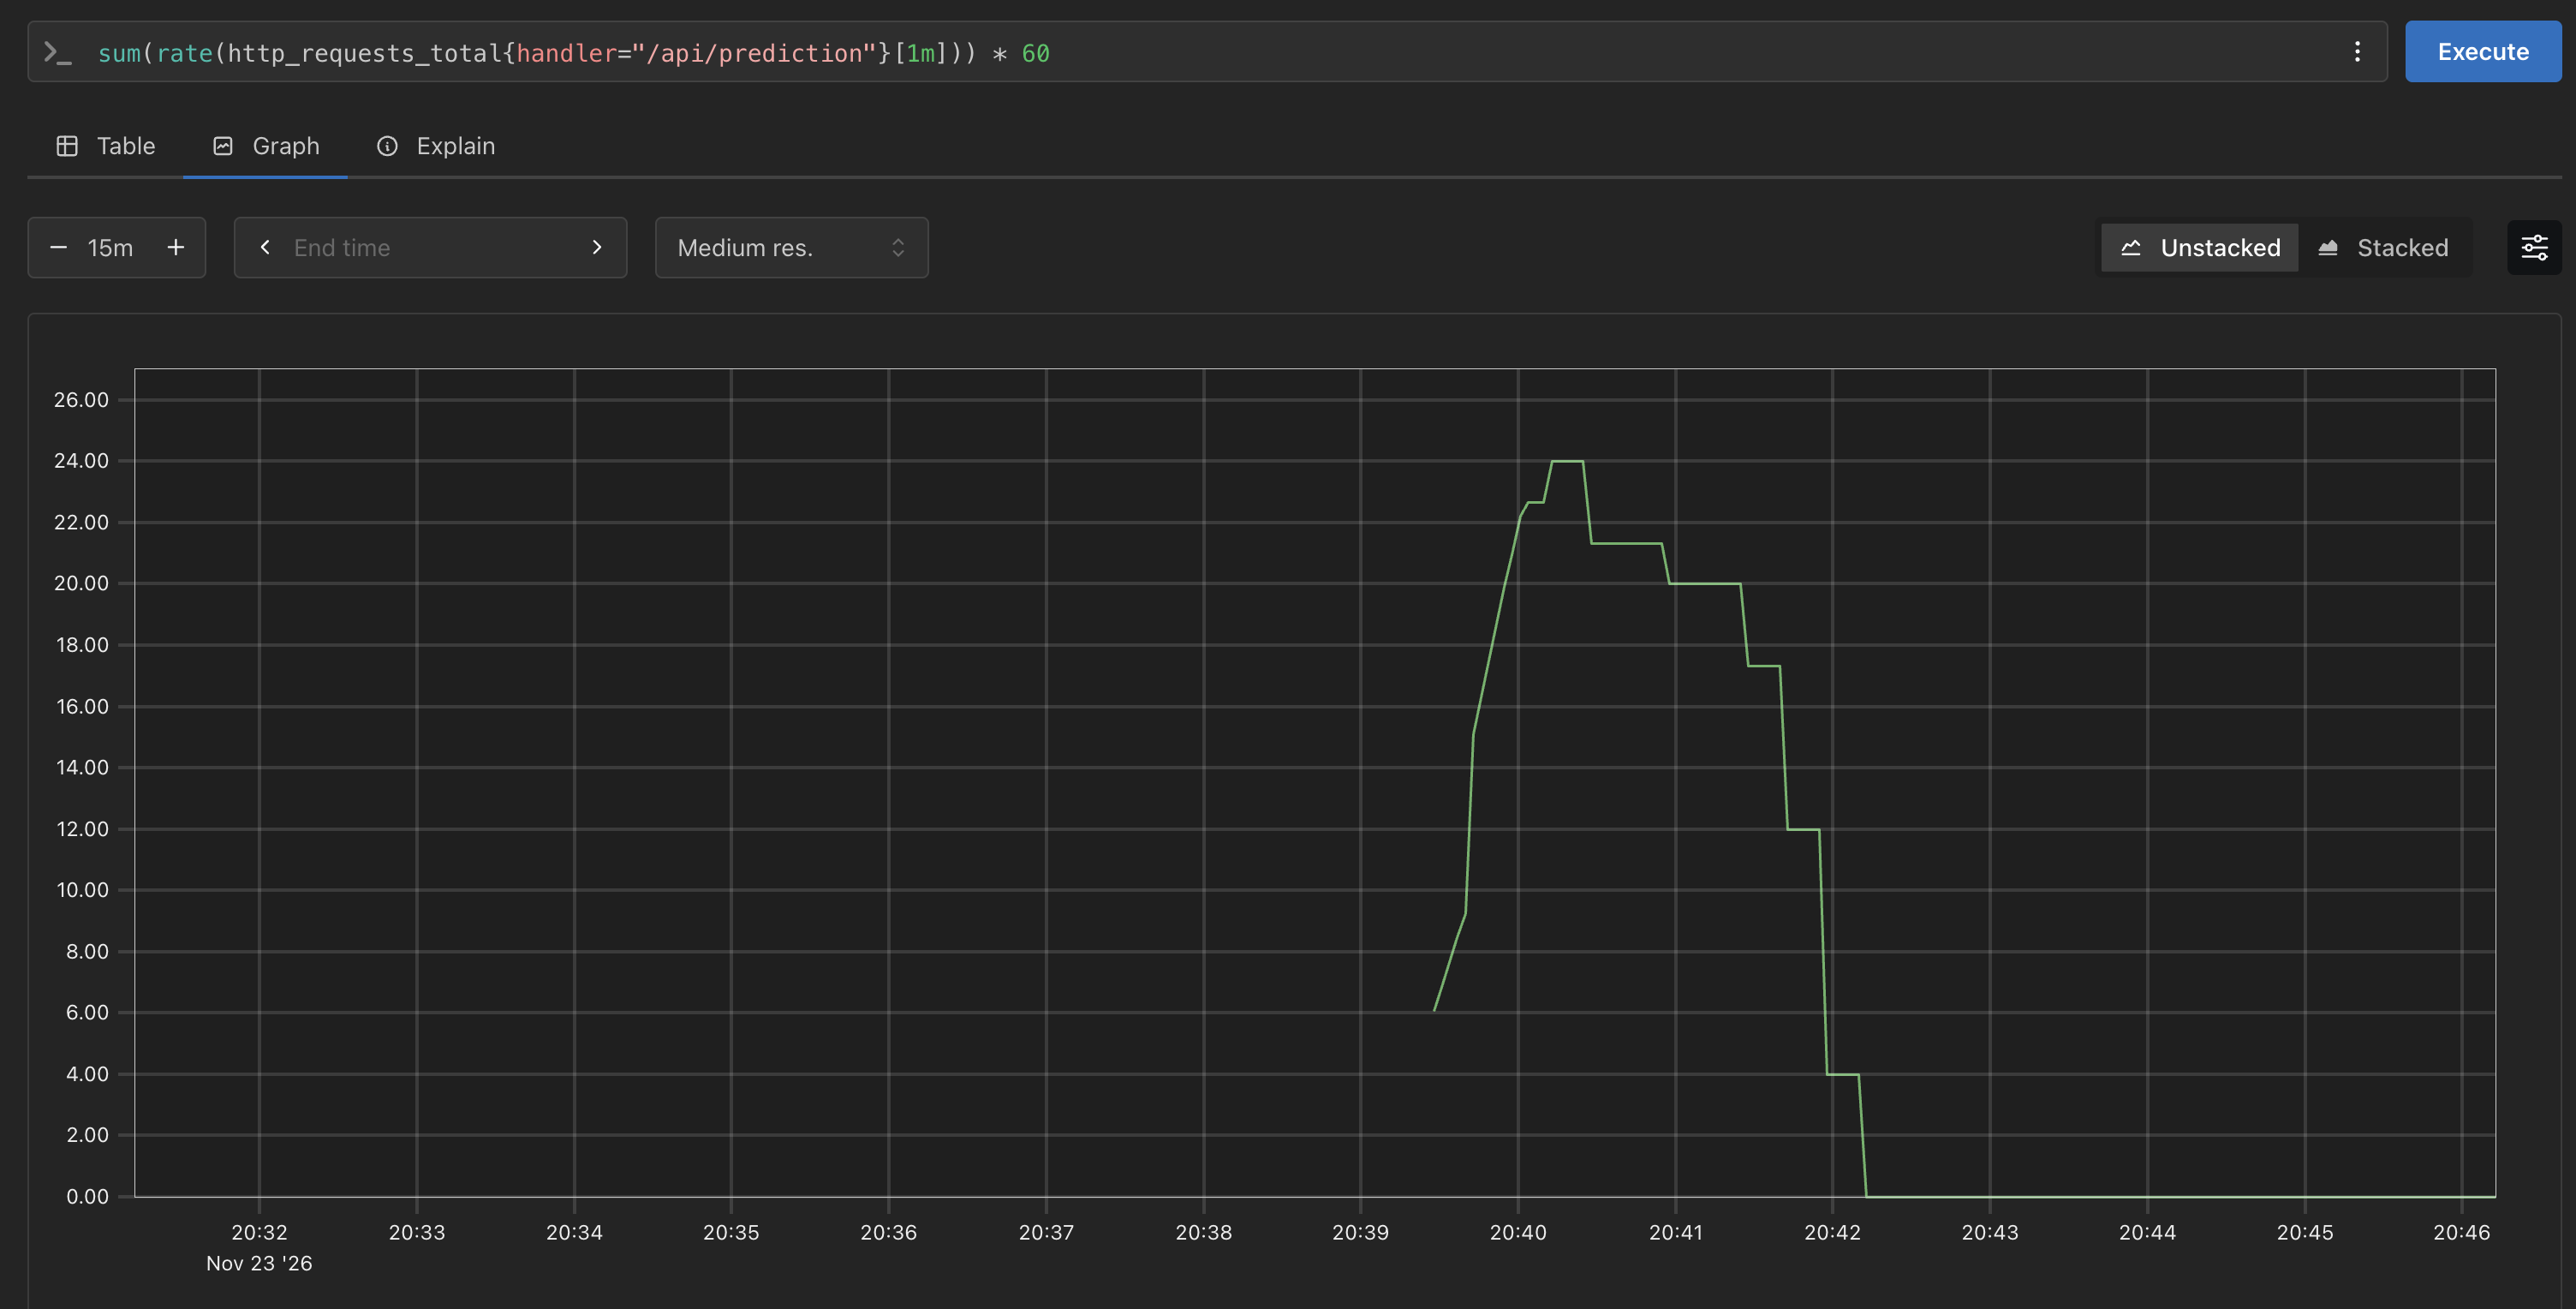 sum(rate(http_requests_total{handler="/api/prediction"}[1m])) * 60
Execute
Table Graph Explain
15m End time Medium res. Unstacked Stacked
26.00
24.00
22.00
20.00
18.00
16.00
14.00
12.00
10.00
8.00
6.00
4.00
2.00
0.00
20:32 20:33 20:34 20:35 20:36 20:37 20:38 20:39 20:40 20:41 20:42 20:43 20:44 20:45 20:46
Nov 23 '26